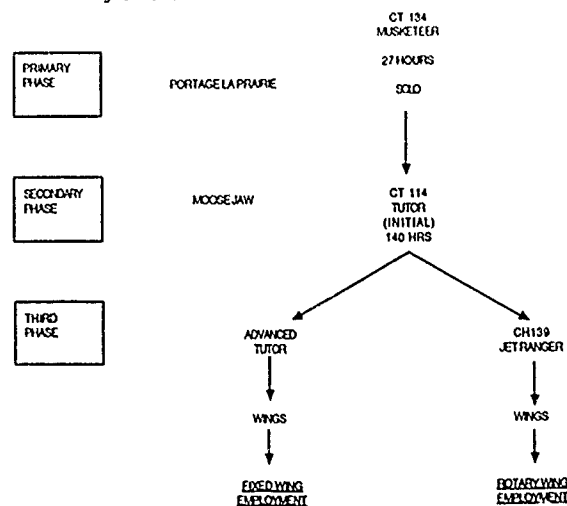 CT 134
MUSKETEER
27 HOURS
SOLO
PRIMARY
PHASE
PORTAGE LA PRAIRIE
SECONDARY
PHASE
MOOSE JAW
CT 114
TUTOR
(INITIAL)
140 HRS
THIRD
PHASE
ADVANCED
TUTOR
CH139
JET RANGER
WINGS
WINGS
FIXED WING
EMPLOYMENT
ROTARY WING
EMPLOYMENT